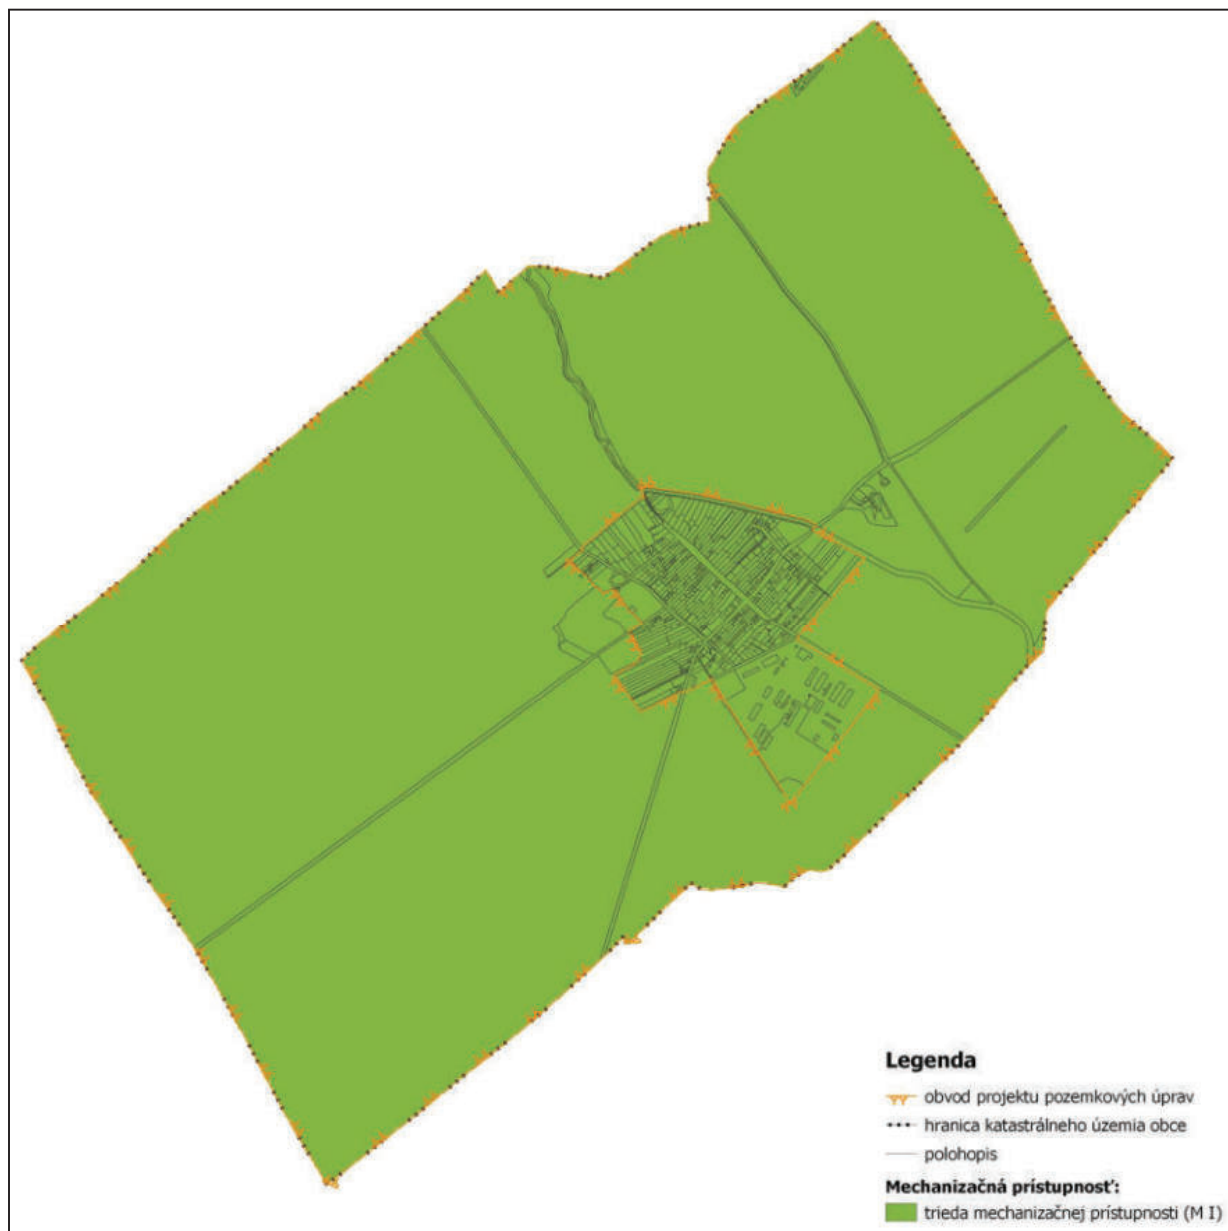 Legenda
obvod projektu pozemkových úprav
hranica katastrálneho územia obce
polohopis
Mechanizačná prístupnosť:
trieda mechanizačnej prístupnosti (M I)